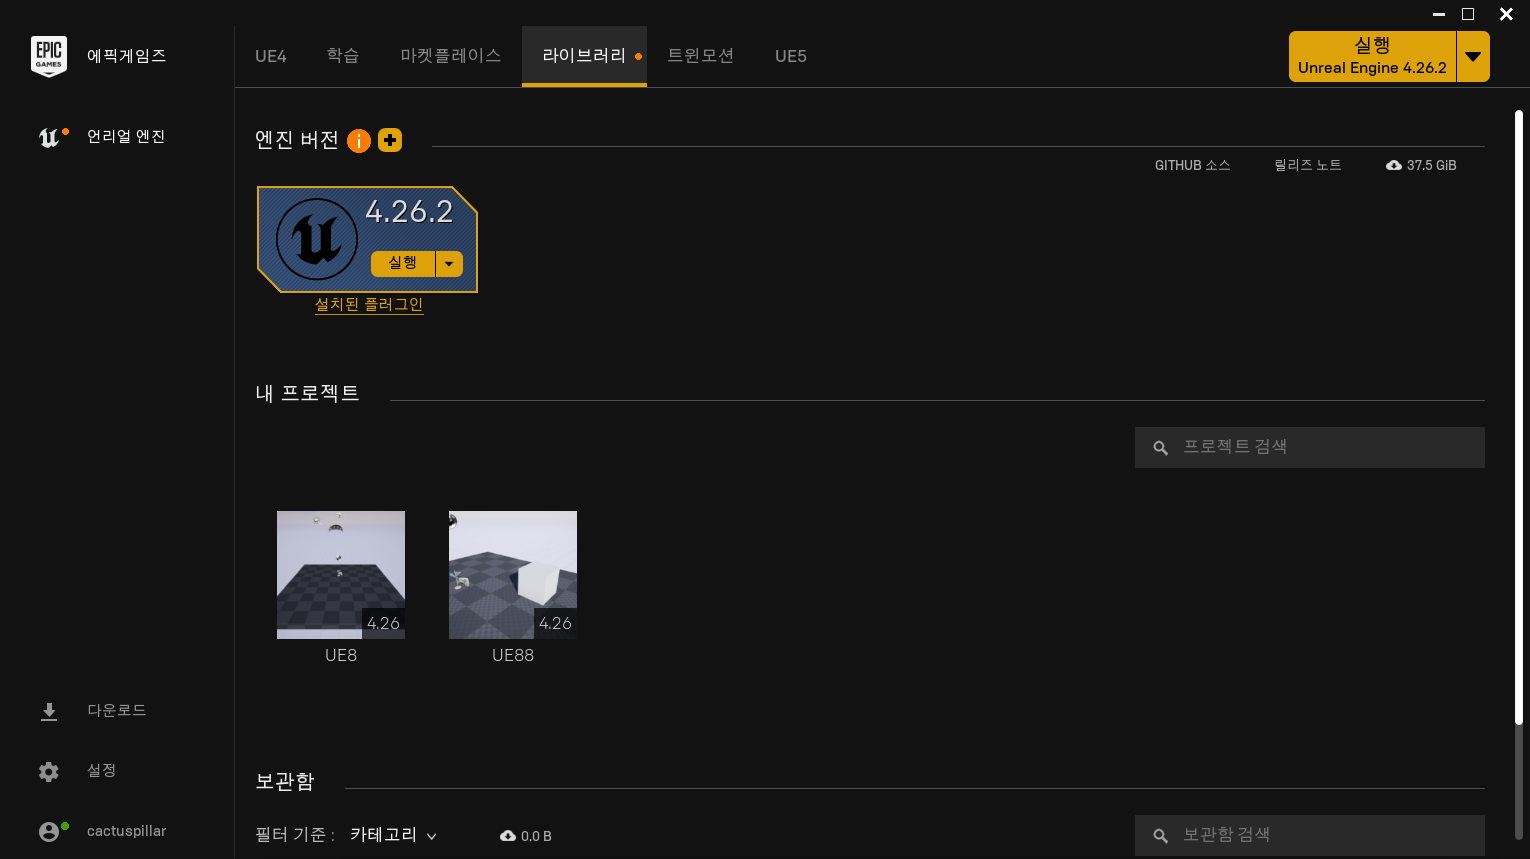 EPIC GAMES
에픽게임즈
UE4
학습
마켓플레이스
라이브러리
트윈모션
UE5
실행
Unreal Engine 4.26.2
언리얼 엔진
엔진 버전
GITHUB 소스
릴리즈 노트
37.5 GiB
4.26.2
실행
설치된 플러그인
내 프로젝트
프로젝트 검색
4.26
4.26
UE8
UE88
다운로드
설정
cactuspillar
보관함
필터 기준 :
카테고리
0.0 B
보관함 검색